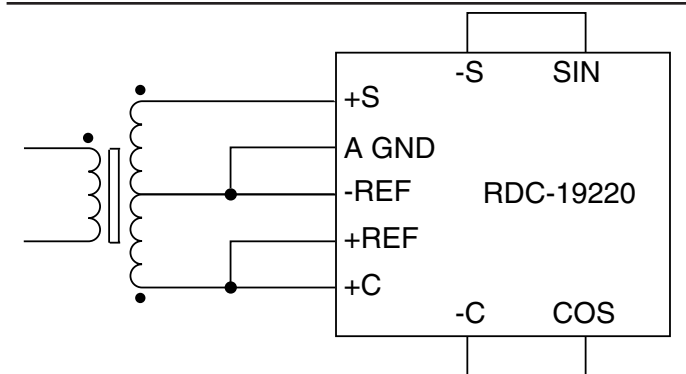 -S SIN
+S
A GND
-REF RDC-19220
+REF
+C
-C COS